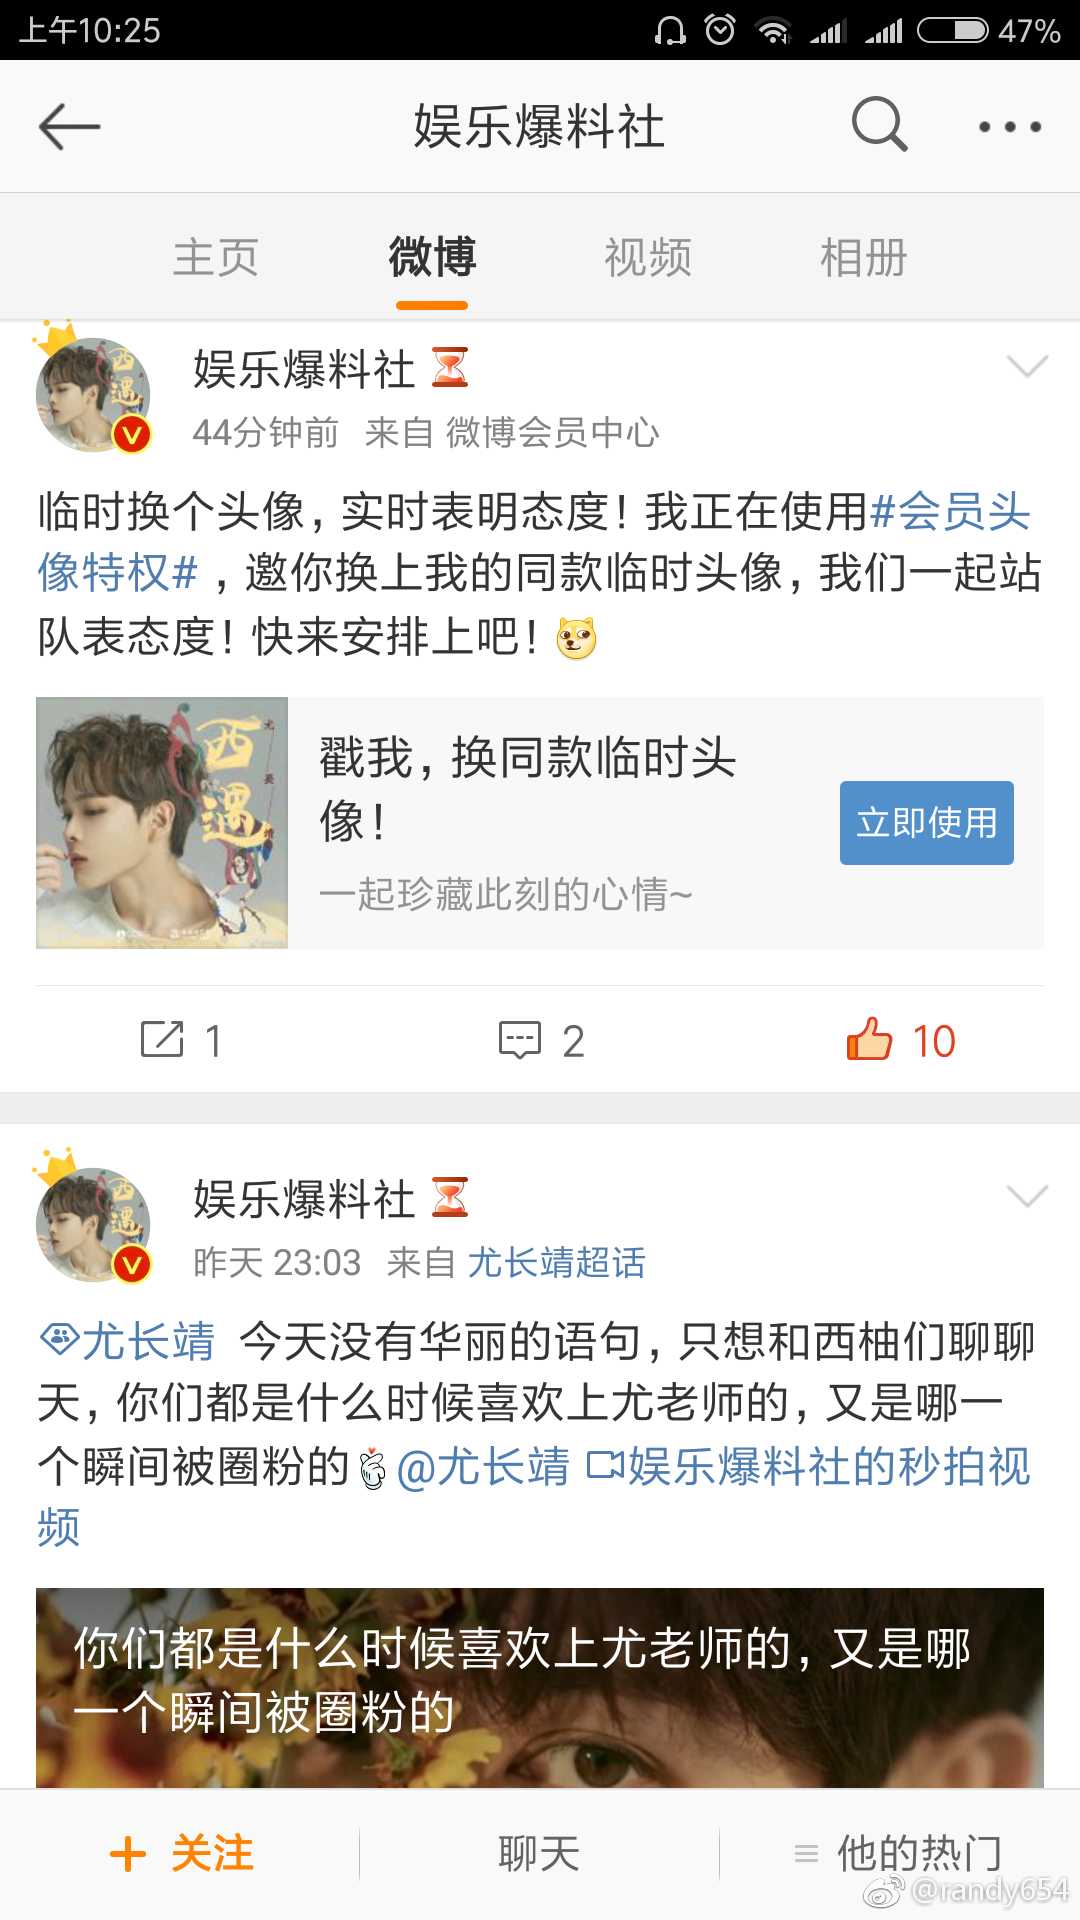 上午10:25
47%
娱乐爆料社
主页 微博 视频 相册
娱乐爆料社
44分钟前 来自 微博会员中心
临时换个头像，实时表明态度！我正在使用#会员头
像特权#，邀你换上我的同款临时头像，我们一起站
队表态度！快来安排上吧！
西遇
戳我，换同款临时头
像！
一起珍藏此刻的心情~
立即使用
1 2 10
娱乐爆料社
昨天 23:03 来自 尤长靖超话
尤长靖 今天没有华丽的语句，只想和西柚们聊聊
天，你们都是什么时候喜欢上尤老师的，又是哪一
个瞬间被圈粉的 @尤长靖 娱乐爆料社的秒拍视
频
你们都是什么时候喜欢上尤老师的，又是哪
一个瞬间被圈粉的
+ 关注 聊天 他的热门
@randy654